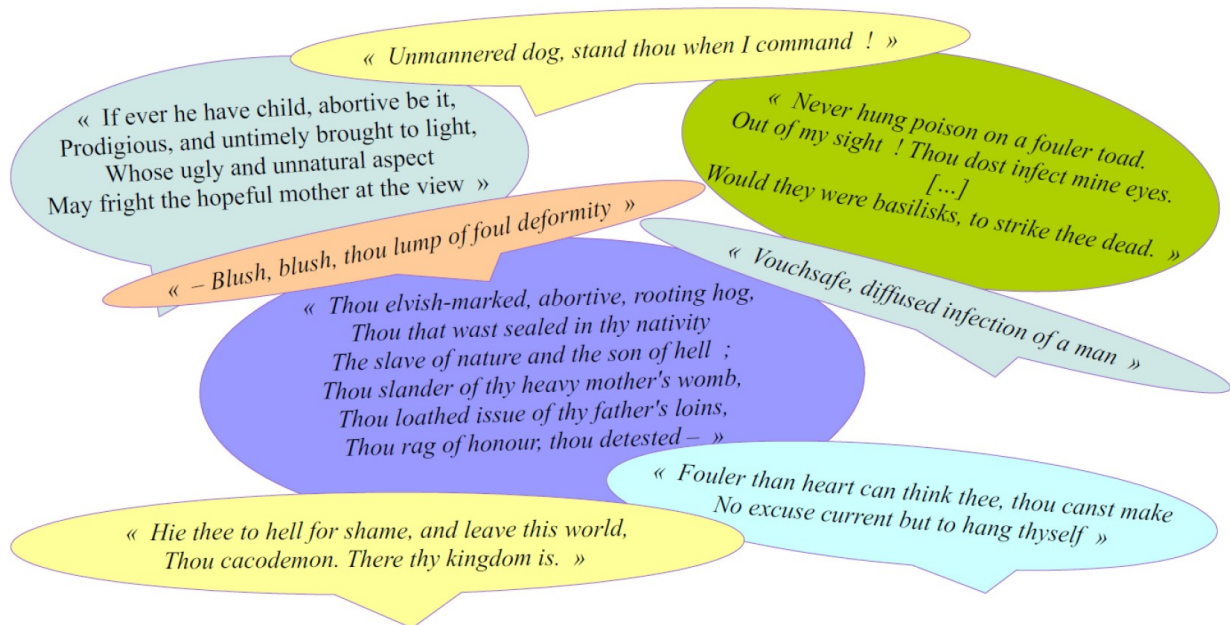 « Unmannered dog, stand thou when I command ! »
« If ever he have child, abortive be it,
Prodigious, and untimely brought to light,
Whose ugly and unnatural aspect
May fright the hopeful mother at the view »
« Never hung poison on a fouler toad.
Out of my sight ! Thou dost infect mine eyes.
[...]
Would they were basilisks, to strike thee dead. »
« – Blush, blush, thou lump of foul deformity »
« Vouchsafe, diffused infection of a man »
« Thou elvish-marked, abortive, rooting hog,
Thou that wast sealed in thy nativity
The slave of nature and the son of hell ;
Thou slander of thy heavy mother's womb,
Thou loathed issue of thy father's loins,
Thou rag of honour, thou detested – »
« Fouler than heart can think thee, thou canst make
No excuse current but to hang thyself »
« Hie thee to hell for shame, and leave this world,
Thou cacodemon. There thy kingdom is. »